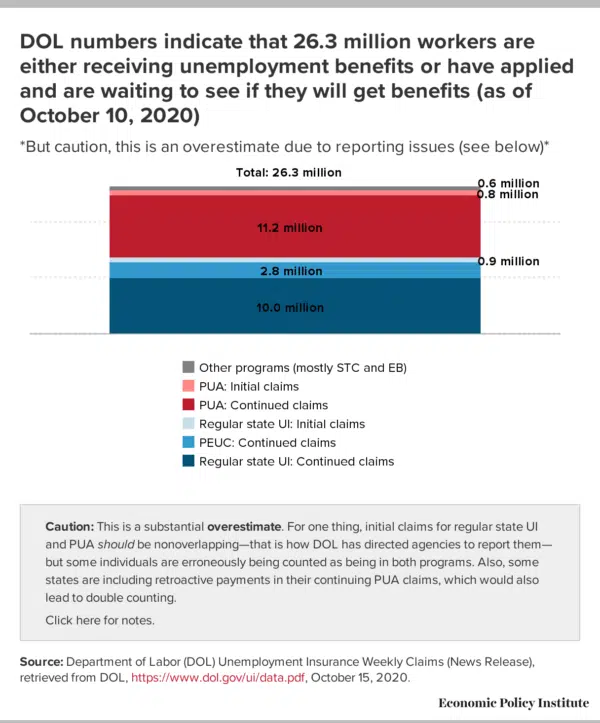 DOL numbers indicate that 26.3 million workers are
either receiving unemployment benefits or have applied
and are waiting to see if they will get benefits (as of
October 10, 2020)
*But caution, this is an overestimate due to reporting issues (see below)*
Total: 26.3 million
0.6 million
0.8 million
11.2 million
0.9 million
2.8 million
10.0 million
Other programs (mostly STC and EB)
PUA: Initial claims
PUA: Continued claims
Regular state UI: Initial claims
PEUC: Continued claims
Regular state UI: Continued claims
Caution: This is a substantial overestimate. For one thing, initial claims for regular state UI
and PUA should be nonoverlapping—that is how DOL has directed agencies to report them—
but some individuals are erroneously being counted as being in both programs. Also, some
states are including retroactive payments in their continuing PUA claims, which would also
lead to double counting.
Click here for notes.
Source: Department of Labor (DOL) Unemployment Insurance Weekly Claims (News Release),
retrieved from DOL, https://www.dol.gov/ui/data.pdf, October 15, 2020.
Economic Policy Institute